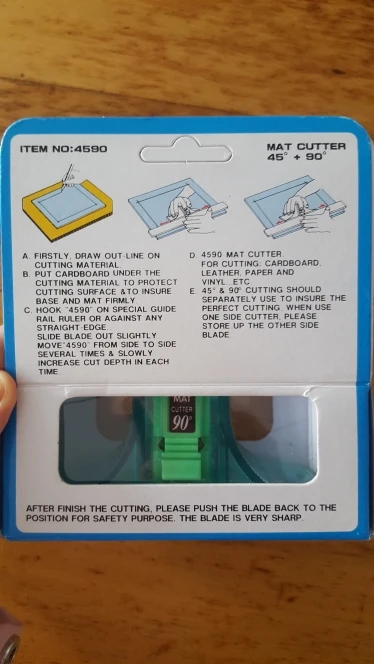 ITEM NO:4590
MAT CUTTER
45° + 90°
A. FIRSTLY, DRAW OUT-LINE ON
CUTTING MATERIAL
B. PUT CARDBOARD UNDER THE
CUTTING MATERIAL TO PROTECT
CUTTING SURFACE &TO INSURE
BASE AND MAT FIRMLY
C. HOOK "4590" ON SPECIAL GUIDE
RAIL RULER OR AGAINST ANY
STRAIGHT-EDGE
SLIDE BLADE OUT SLIGHTLY
MOVE"4590" FROM SIDE TO SIDE
SEVERAL TIMES & SLOWLY
INCREASE CUT DEPTH IN EACH
TIME
D. 4590 MAT CUTTER
FOR CUTTING: CARDBOARD,
LEATHER, PAPER AND
VINYL...ETC
E. 45° & 90° CUTTING SHOULD
SEPARATELY USE TO INSURE THE
PERFECT CUTTING. WHEN USE
ONE SIDE CUTTER, PLEASE
STORE UP THE OTHER SIDE
BLADE
MAT
CUTTER
90°
AFTER FINISH THE CUTTING, PLEASE PUSH THE BLADE BACK TO THE
POSITION FOR SAFETY PURPOSE. THE BLADE IS VERY SHARP.